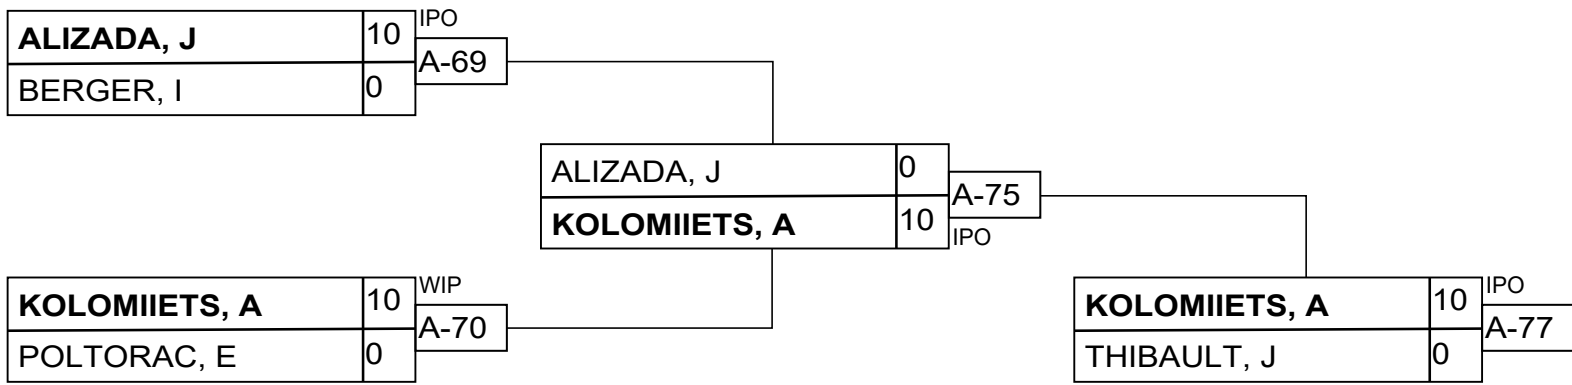 ALIZADA, J 10 IPO
A-69
BERGER, I 0
ALIZADA, J 0
A-75
KOLOMIIETS, A 10 IPO
KOLOMIIETS, A 10 WIP
A-70
POLTORAC, E 0
KOLOMIIETS, A 10 IPO
A-77
THIBAULT, J 0